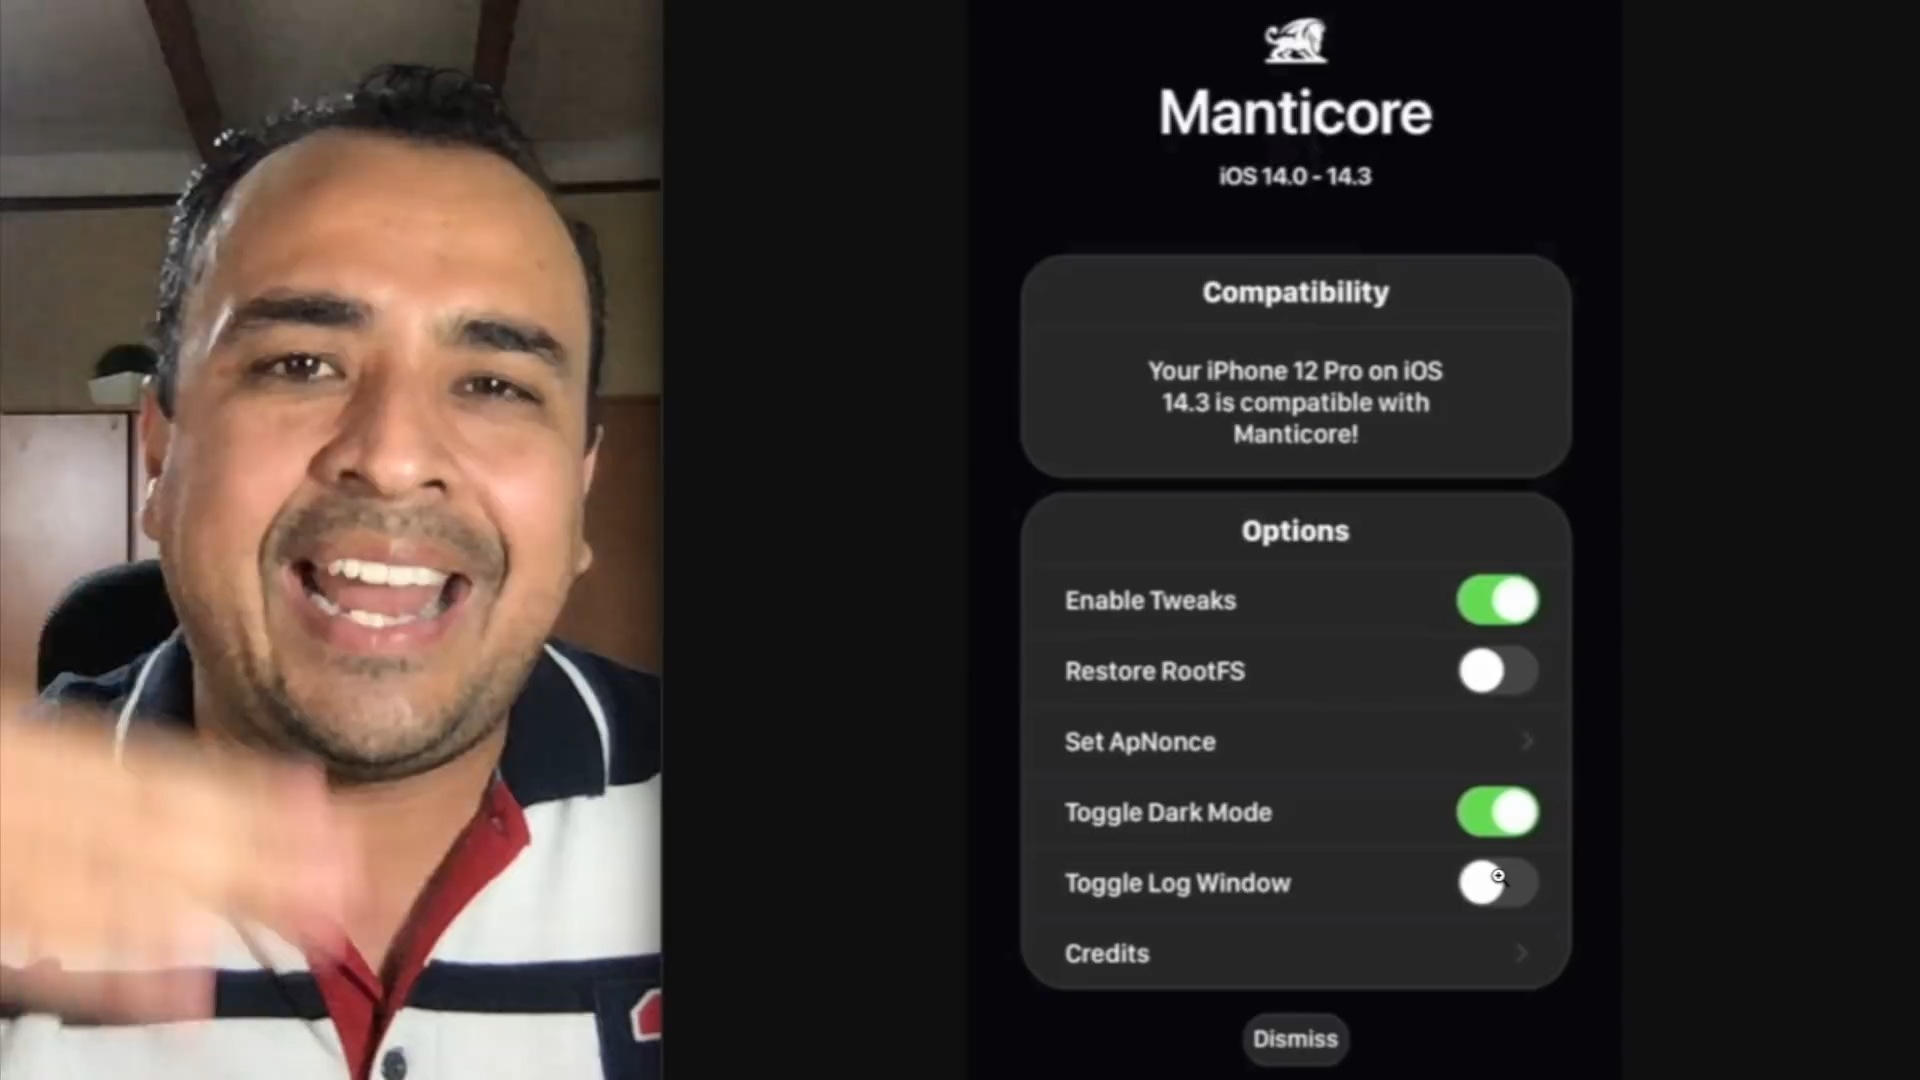 Manticore
iOS 14.0 - 14.3
Compatibility
Your iPhone 12 Pro on iOS
14.3 is compatible with
Manticore!
Options
Enable Tweaks
Restore RootFS
Set ApNonce
Toggle Dark Mode
Toggle Log Window
Credits
Dismiss